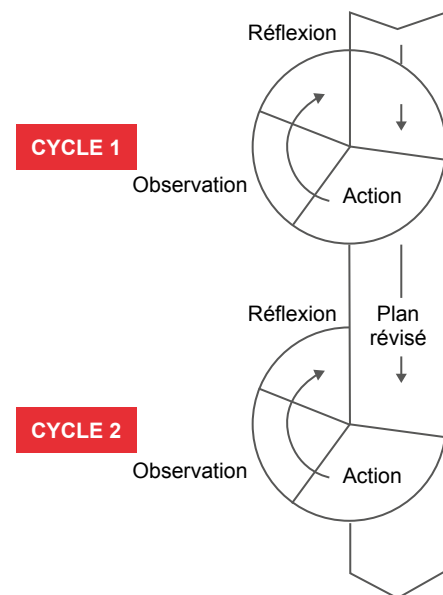 Réflexion
CYCLE 1
Observation
Action
Réflexion
Plan
révisé
CYCLE 2
Observation
Action